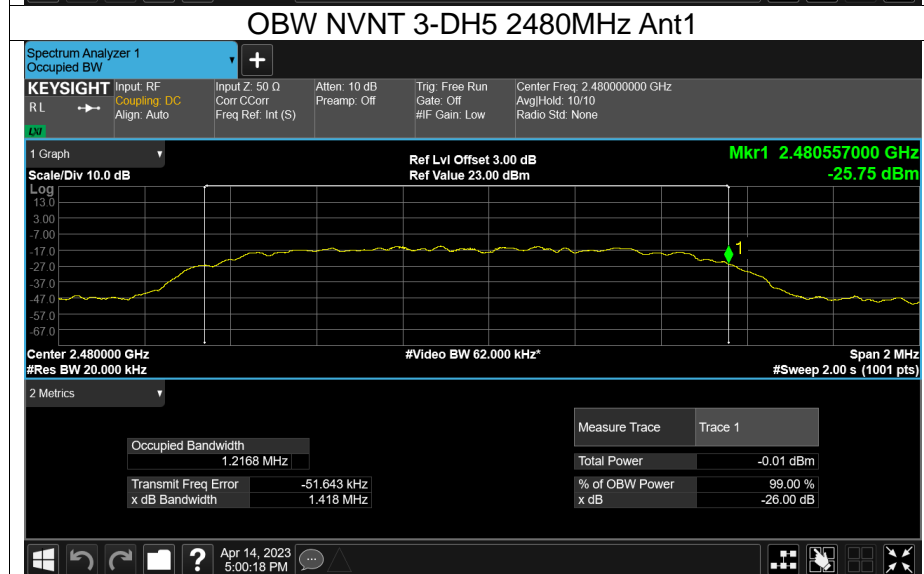 OBW NVNT 3-DH5 2480MHz Ant1
Spectrum Analyzer 1
Occupied BW
▼
+
KEYSIGHT Input: RF Input Z: 50 Ω Atten: 10 dB Trig: Free Run Center Freq: 2.480000000 GHz
R L Coupling: DC Corr CCorr Preamp: Off Gate: Off Avg|Hold: 10/10
Align: Auto Freq Ref: Int (S) #IF Gain: Low Radio Std: None
LXI
1 Graph ▼ Ref Lvl Offset 3.00 dB Mkr1 2.480557000 GHz
Scale/Div 10.0 dB Ref Value 23.00 dBm -25.75 dBm
Log
13.0
3.00
-7.00
-17.0
1
-27.0
-37.0
-47.0
-57.0
-67.0
Center 2.480000 GHz #Video BW 62.000 kHz* Span 2 MHz
#Res BW 20.000 kHz #Sweep 2.00 s (1001 pts)
2 Metrics ▼
Measure Trace Trace 1
Occupied Bandwidth
1.2168 MHz
Total Power -0.01 dBm
Transmit Freq Error -51.643 kHz % of OBW Power 99.00 %
x dB Bandwidth 1.418 MHz x dB -26.00 dB
? Apr 14, 2023
5:00:18 PM